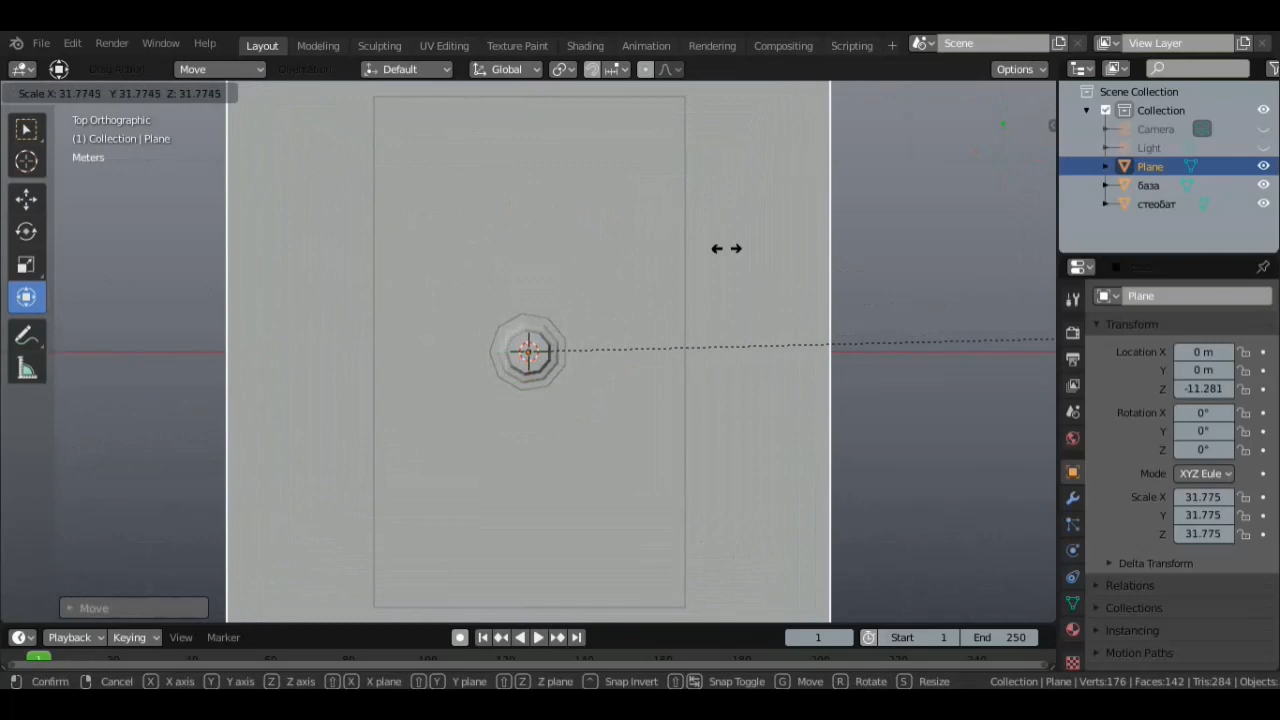 File Edit Render Window Help Layout Modeling Sculpting UV Editing Texture Paint Shading Animation Rendering Compositing Scripting + Scene View Layer
Drag Action Move Orientation Default Global Options
Scale X: 31.7745 Y: 31.7745 Z: 31.7745
Top Orthographic
(1) Collection | Plane
Meters
Move
Scene Collection
Collection
Camera
Light
Plane
база
стеобат
Plane
Transform
Location X 0 m
Y 0 m
Z -11.281
Rotation X 0°
Y 0°
Z 0°
Mode XYZ Eule
Scale X 31.775
Y 31.775
Z 31.775
Delta Transform
Relations
Collections
Instancing
Motion Paths
Playback Keying View Marker 1 Start 1 End 250
Confirm Cancel X X axis Y Y axis Z Z axis X X plane Y Y plane Z Z plane Snap Invert Snap Toggle G Move R Rotate S Resize Collection | Plane | Verts:176 | Faces:142 | Tris:284 | Objects: